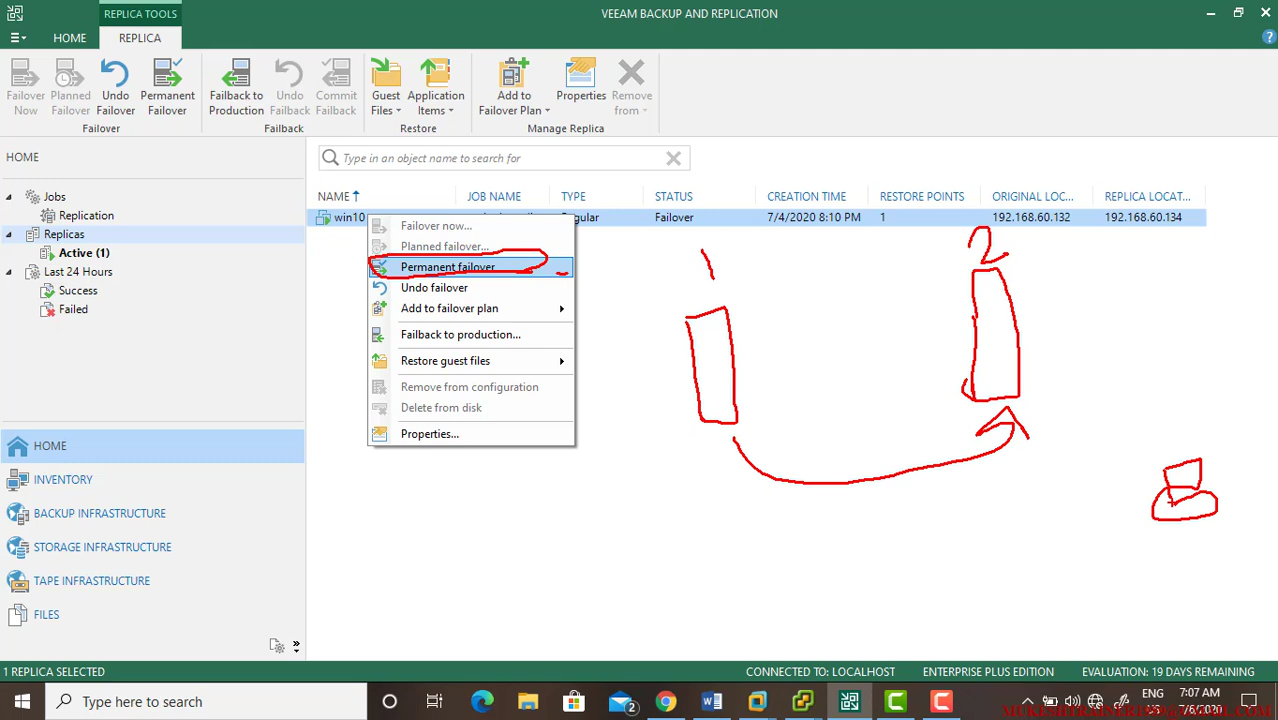 REPLICA TOOLS
VEEAM BACKUP AND REPLICATION
HOME
REPLICA
Failover Now
Planned Failover
Undo Failover
Permanent Failover
Failback to Production
Undo Failback
Commit Failback
Guest Files
Application Items
Add to Failover Plan
Properties
Remove from
Failover
Failback
Restore
Manage Replica
HOME
Type in an object name to search for
Jobs
Replication
Replicas
Active (1)
Last 24 Hours
Success
Failed
NAME JOB NAME TYPE STATUS CREATION TIME RESTORE POINTS ORIGINAL LOC... REPLICA LOCAT...
win10 Failover 7/4/2020 8:10 PM 1 192.168.60.132 192.168.60.134
Failover now...
Planned failover...
Permanent failover
Undo failover
Add to failover plan
Failback to production...
Restore guest files
Remove from configuration
Delete from disk
Properties...
1
2
HOME
INVENTORY
BACKUP INFRASTRUCTURE
STORAGE INFRASTRUCTURE
TAPE INFRASTRUCTURE
FILES
1 REPLICA SELECTED
CONNECTED TO: LOCALHOST
ENTERPRISE PLUS EDITION
EVALUATION: 19 DAYS REMAINING
Type here to search
2
ENG
7:07 AM
7/6/2020